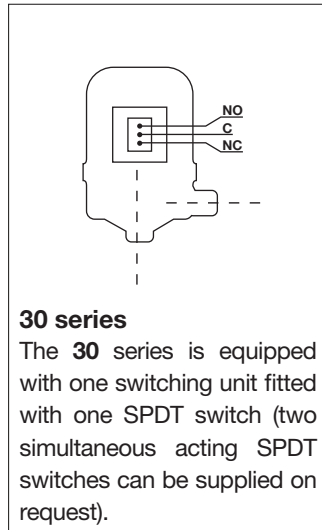 NO
C
NC
30 series
The 30 series is equipped
with one switching unit fitted
with one SPDT switch (two
simultaneous acting SPDT
switches can be supplied on
request).